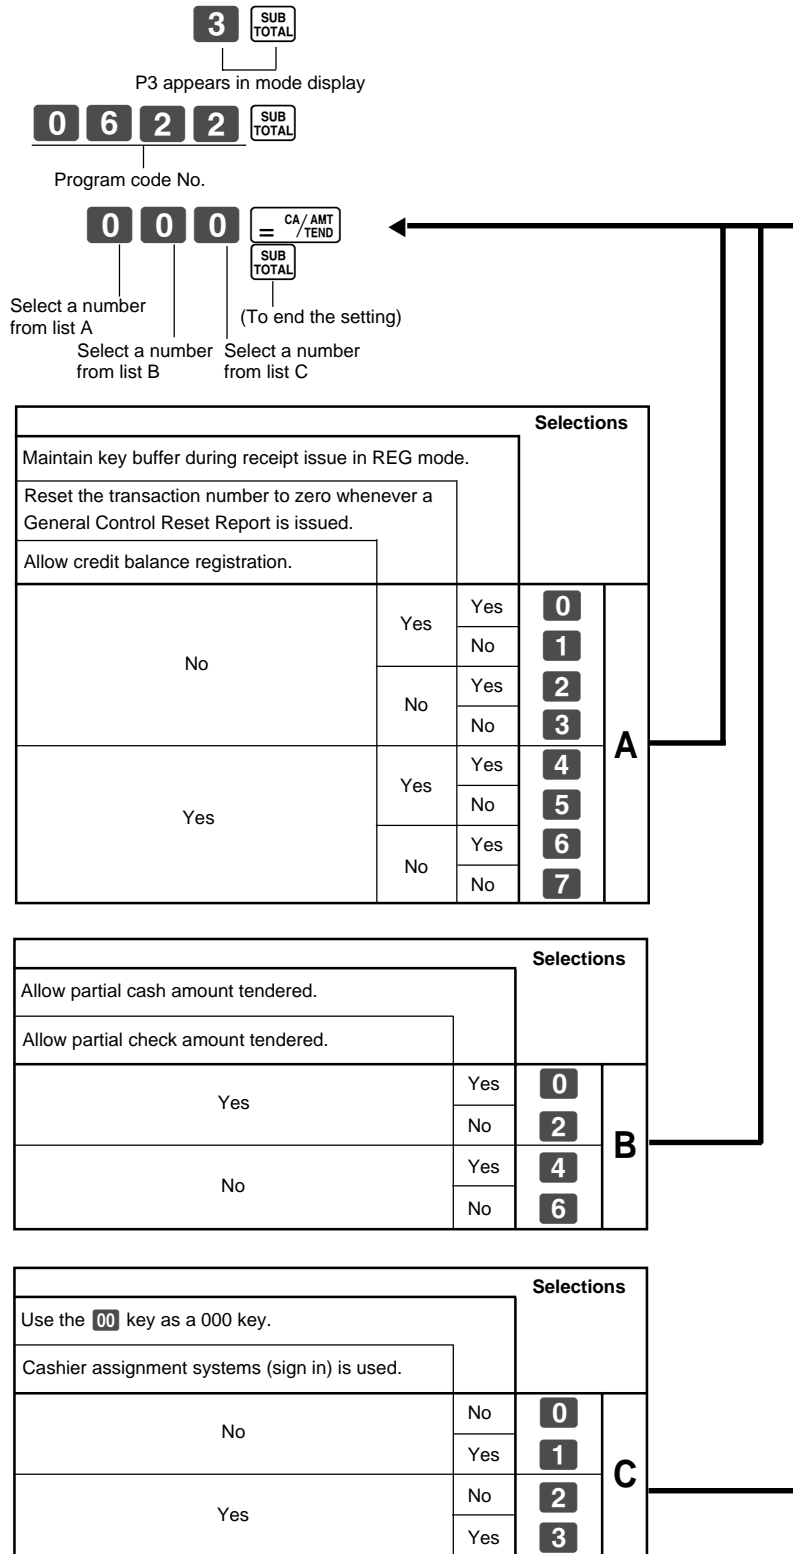 3 SUB TOTAL
P3 appears in mode display
0 6 2 2 SUB TOTAL
Program code No.
0 0 0 = CA/AMT TEND
SUB TOTAL
(To end the setting)
Select a number
from list A
Select a number
from list B
Select a number
from list C
Selections
Maintain key buffer during receipt issue in REG mode.
Reset the transaction number to zero whenever a
General Control Reset Report is issued.
Allow credit balance registration.
No Yes Yes 0
No 1
No Yes 2
No 3
A
Yes Yes Yes 4
No 5
No Yes 6
No 7
Selections
Allow partial cash amount tendered.
Allow partial check amount tendered.
Yes Yes 0
No 2
B
No Yes 4
No 6
Selections
Use the 00 key as a 000 key.
Cashier assignment systems (sign in) is used.
No No 0
Yes 1
C
Yes No 2
Yes 3